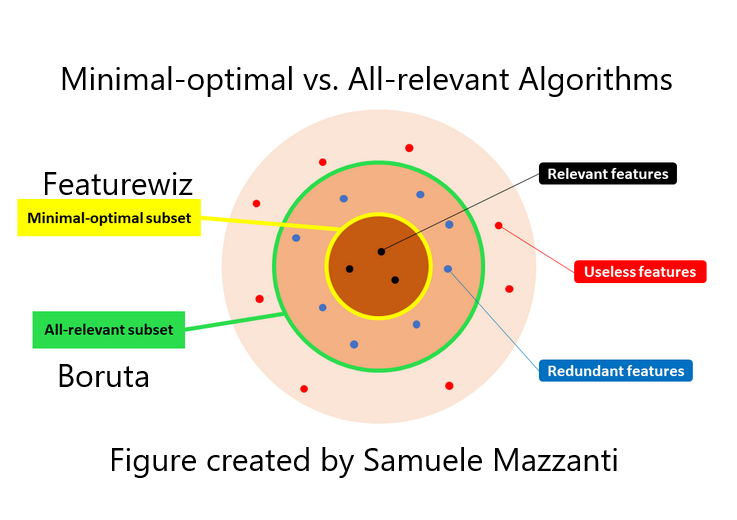 Minimal-optimal vs. All-relevant Algorithms
Featurewiz
Minimal-optimal subset
Relevant features
Useless features
All-relevant subset
Boruta
Redundant features
Figure created by Samuele Mazzanti